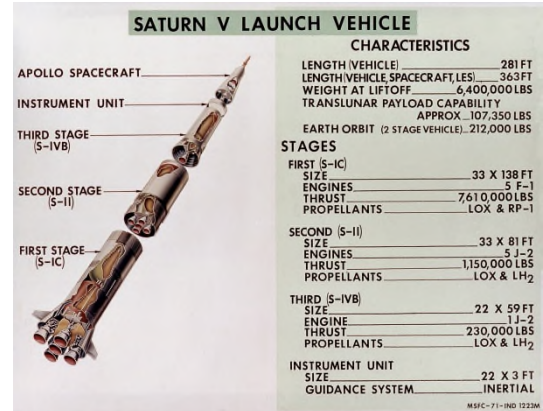 SATURN V LAUNCH VEHICLE
APOLLO SPACECRAFT
INSTRUMENT UNIT
THIRD STAGE
(S-IVB)
SECOND STAGE
(S-II)
FIRST STAGE
(S-IC)
CHARACTERISTICS
LENGTH (VEHICLE) 281 FT
LENGTH (VEHICLE, SPACECRAFT, LES) 363 FT
WEIGHT AT LIFTOFF 6,400,000 LBS
TRANSLUNAR PAYLOAD CAPABILITY
APPROX 107,350 LBS
EARTH ORBIT (2 STAGE VEHICLE) 212,000 LBS
STAGES
FIRST (S-IC)
SIZE 33 X 138 FT
ENGINES 5 F-1
THRUST 7,610,000 LBS
PROPELLANTS LOX & RP-1
SECOND (S-II)
SIZE 33 X 81 FT
ENGINES 5 J-2
THRUST 1,150,000 LBS
PROPELLANTS LOX & LH₂
THIRD (S-IVB)
SIZE 22 X 59 FT
ENGINE 1 J-2
THRUST 230,000 LBS
PROPELLANTS LOX & LH₂
INSTRUMENT UNIT
SIZE 22 X 3 FT
GUIDANCE SYSTEM INERTIAL
MSFC-71-IND 1223M